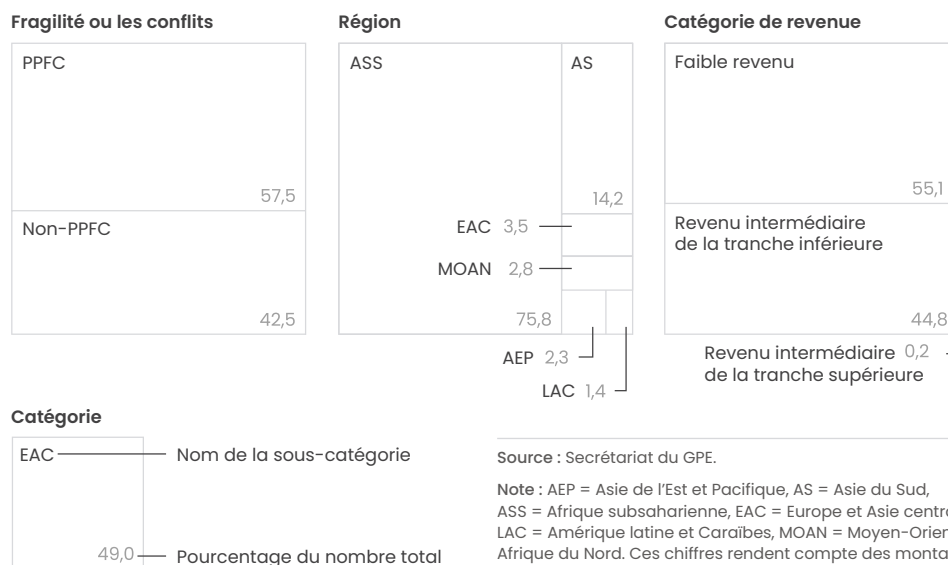 Fragilité ou les conflits
PPFC
57,5
Non-PPFC
42,5
Région
ASS
AS
14,2
EAC 3,5
MOAN 2,8
75,8
AEP 2,3
LAC 1,4
Catégorie de revenue
Faible revenu
55,1
Revenu intermédiaire
de la tranche inférieure
44,8
Revenu intermédiaire 0,2
de la tranche supérieure
Catégorie
EAC
Nom de la sous-catégorie
49,0
Pourcentage du nombre total
Source : Secrétariat du GPE.
Note : AEP = Asie de l'Est et Pacifique, AS = Asie du Sud,
ASS = Afrique subsaharienne, EAC = Europe et Asie
LAC = Amérique latine et Caraïbes, MOAN =
Afrique du Nord. Ces chiffres rendent compte des